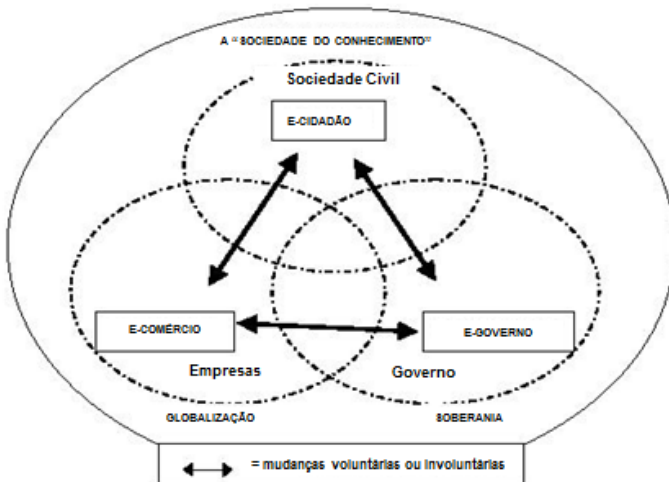 A "SOCIEDADE DO CONHECIMENTO"
Sociedade Civil
E-CIDADÃO
E-COMÉRCIO
E-GOVERNO
Empresas
Governo
GLOBALIZAÇÃO
SOBERANIA
= mudanças voluntárias ou involuntárias